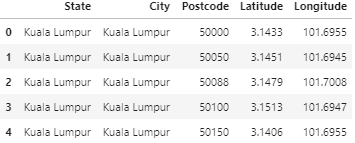 State City Postcode Latitude Longitude
0 Kuala Lumpur Kuala Lumpur 50000 3.1433 101.6955
1 Kuala Lumpur Kuala Lumpur 50050 3.1451 101.6945
2 Kuala Lumpur Kuala Lumpur 50088 3.1479 101.7008
3 Kuala Lumpur Kuala Lumpur 50100 3.1513 101.6947
4 Kuala Lumpur Kuala Lumpur 50150 3.1406 101.6955